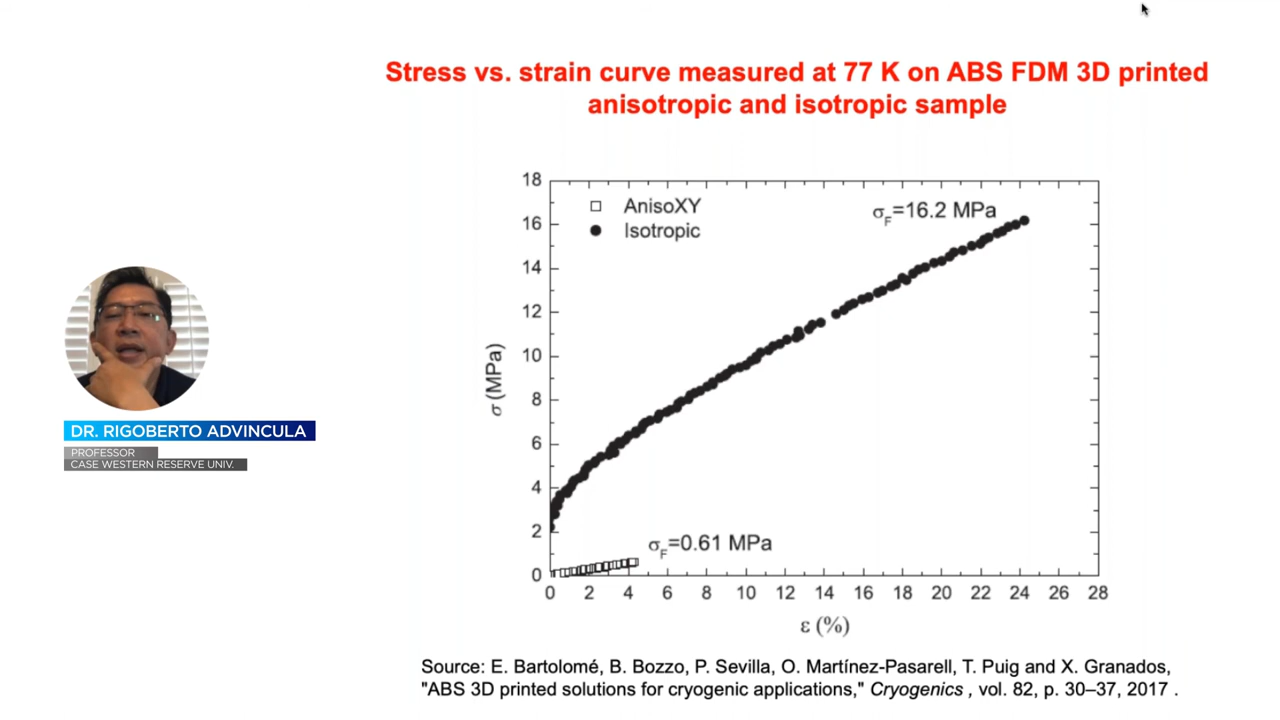 Stress vs. strain curve measured at 77 K on ABS FDM 3D printed
anisotropic and isotropic sample
18
16
14
12
10
8
6
4
2
0
σ (MPa)
AnisoXY
Isotropic
σF=16.2 MPa
σF=0.61 MPa
0 2 4 6 8 10 12 14 16 18 20 22 24 26 28
ε (%)
DR. RIGOBERTO ADVINCULA
PROFESSOR
CASE WESTERN RESERVE UNIV.
Source: E. Bartolomé, B. Bozzo, P. Sevilla, O. Martínez-Pasarell, T. Puig and X. Granados,
"ABS 3D printed solutions for cryogenic applications," Cryogenics , vol. 82, p. 30–37, 2017 .